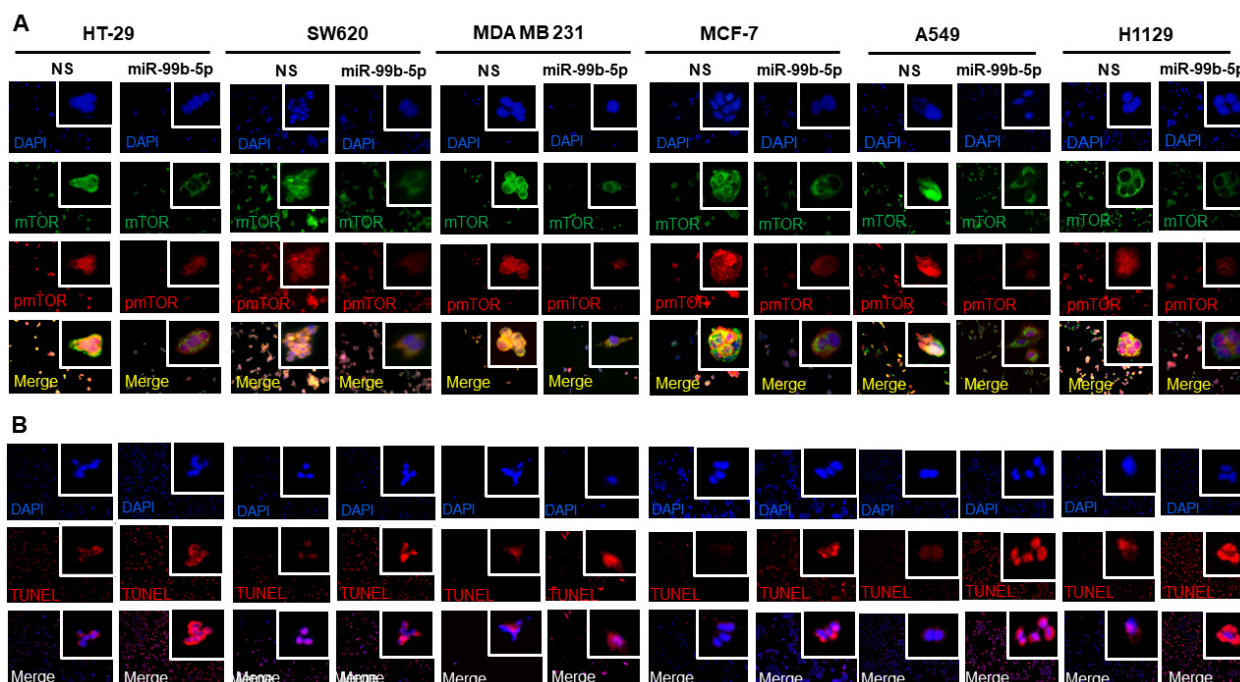 A
HT-29 SW620 MDA MB 231 MCF-7 A549 H1129
NS miR-99b-5p NS miR-99b-5p NS miR-99b-5p NS miR-99b-5p NS miR-99b-5p NS miR-99b-5p
DAPI DAPI DAPI DAPI DAPI DAPI DAPI DAPI DAPI DAPI DAPI DAPI
mTOR mTOR mTOR mTOR mTOR mTOR mTOR mTOR mTOR mTOR mTOR mTOR
pmTOR pmTOR pmTOR pmTOR pmTOR pmTOR pmTOR pmTOR pmTOR pmTOR pmTOR pmTOR
Merge Merge Merge Merge Merge Merge Merge Merge Merge Merge Merge Merge
B
DAPI DAPI DAPI DAPI DAPI DAPI DAPI DAPI DAPI DAPI DAPI DAPI
TUNEL TUNEL TUNEL TUNEL TUNEL TUNEL TUNEL TUNEL TUNEL TUNEL TUNEL TUNEL
Merge Merge Merge Merge Merge Merge Merge Merge Merge Merge Merge Merge Merge